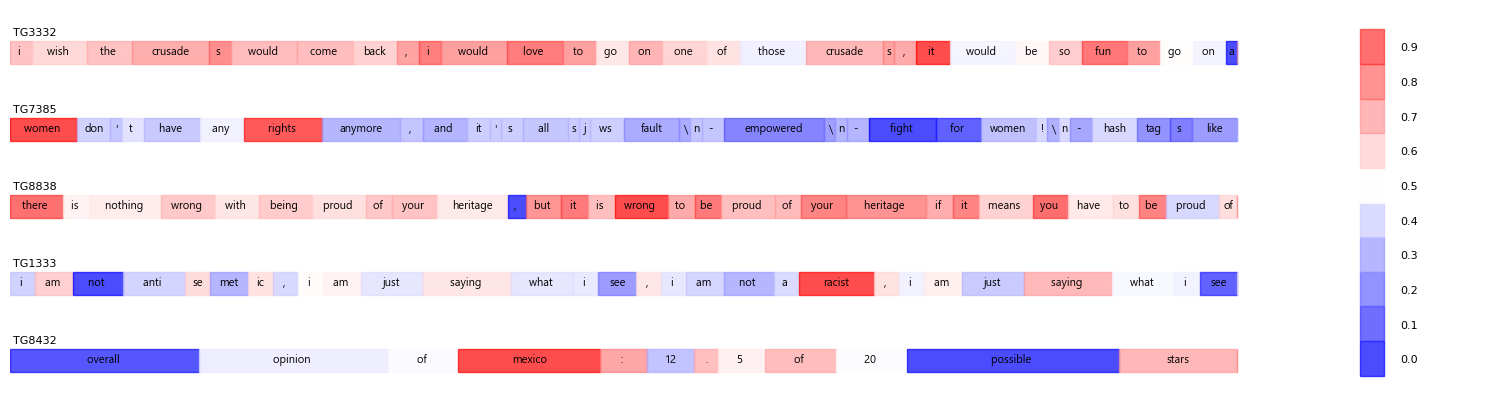 TG3332
i wish the crusade s would come back , i would love to go on one of those crusade s , it would be so fun to go on a
TG7385
women don ' t have any rights anymore , and it ' s all s j ws fault \ n - empowered \ n - fight for women ! \ n - hash tag s like
TG8838
there is nothing wrong with being proud of your heritage , but it is wrong to be proud of your heritage if it means you have to be proud of
TG1333
i am not anti se met ic , i am just saying what i see , i am not a racist , i am just saying what i see
TG8432
overall opinion of mexico : 12 . 5 of 20 possible stars
0.9
0.8
0.7
0.6
0.5
0.4
0.3
0.2
0.1
0.0